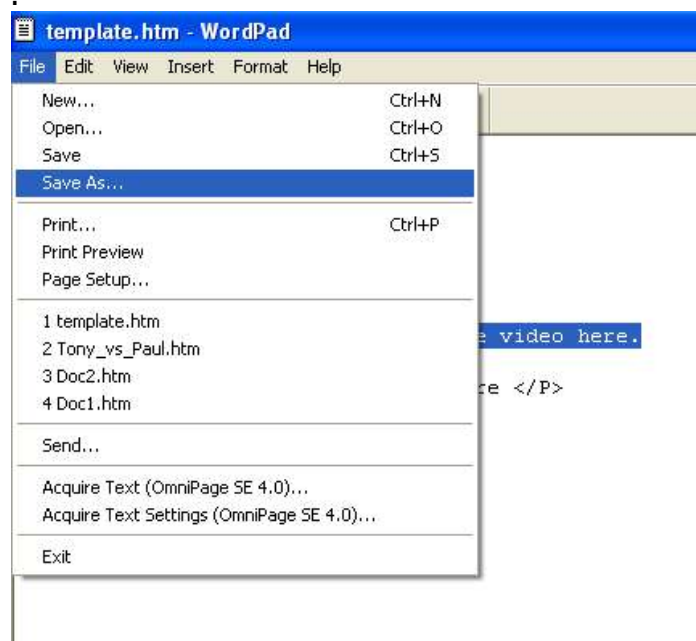 template.htm - WordPad
File Edit View Insert Format Help
New... Ctrl+N
Open... Ctrl+O
Save Ctrl+S
Save As...
Print... Ctrl+P
Print Preview
Page Setup...
1 template.htm
2 Tony_vs_Paul.htm
3 Doc2.htm
4 Doc1.htm
Send...
Acquire Text (OmniPage SE 4.0)...
Acquire Text Settings (OmniPage SE 4.0)...
Exit
video here.
</P>